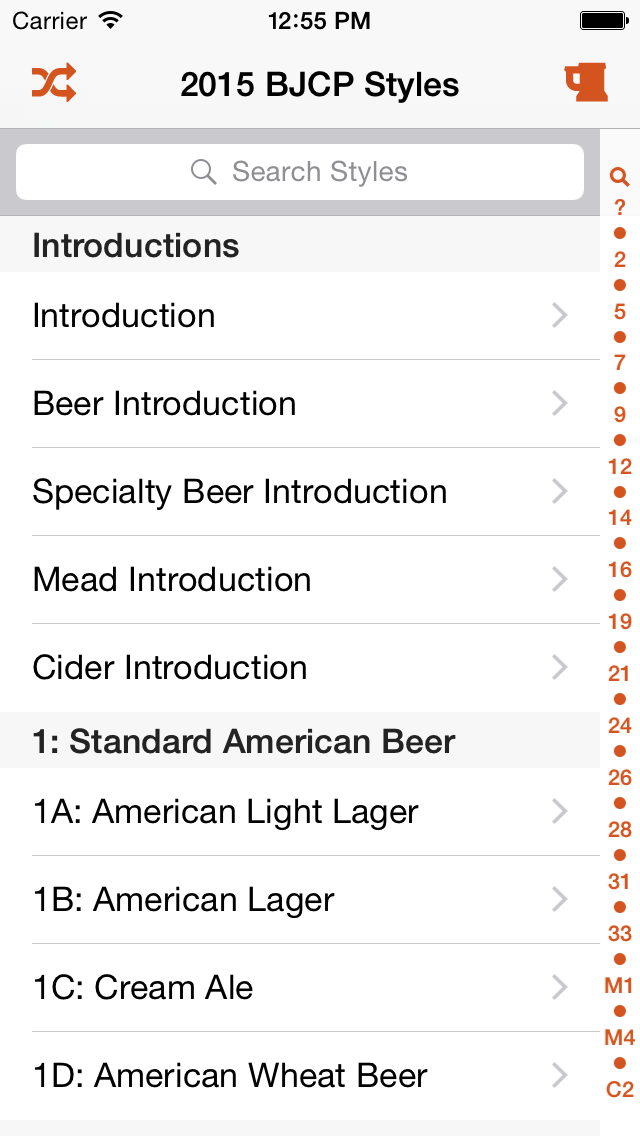 Carrier 12:55 PM
2015 BJCP Styles
Search Styles
Introductions
Introduction
Beer Introduction
Specialty Beer Introduction
Mead Introduction
Cider Introduction
1: Standard American Beer
1A: American Light Lager
1B: American Lager
1C: Cream Ale
1D: American Wheat Beer
?
2
5
7
9
12
14
16
19
21
24
26
28
31
33
M1
M4
C2